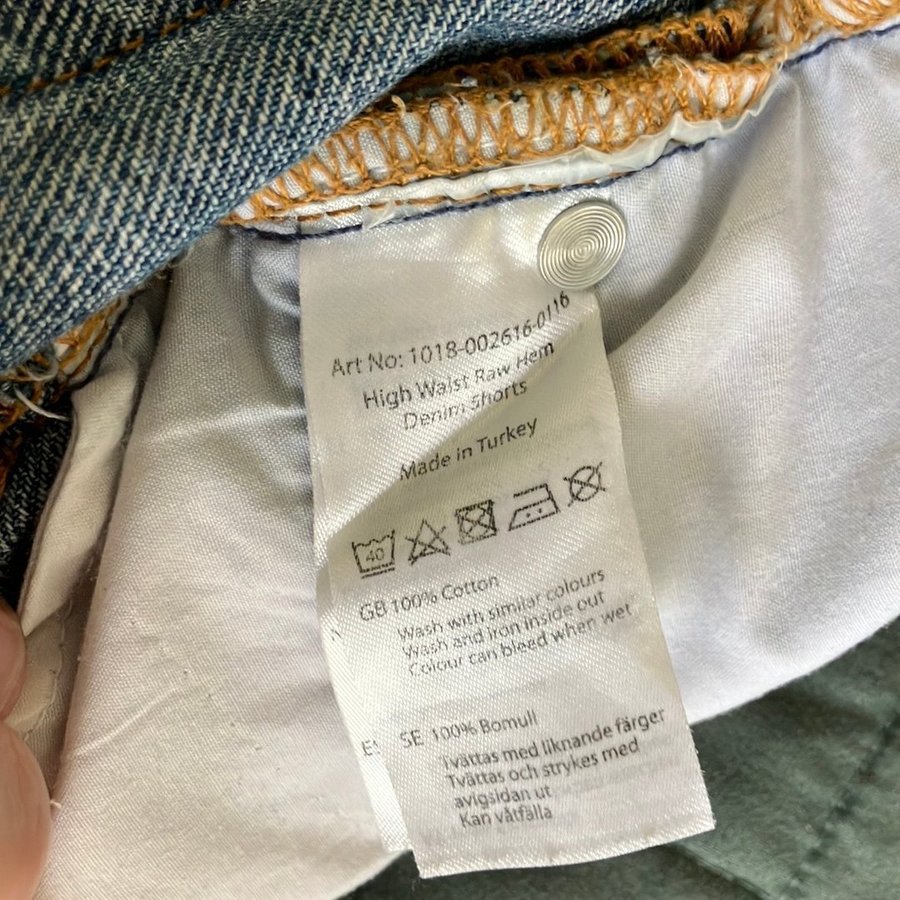 Art No: 1018-002616-0116
High Waist Raw Hem
Denim Shorts
Made in Turkey
40
GB 100% Cotton
Wash with similar colours
Wash and iron inside out
Colour can bleed when wet
ES
SE 100% Bomull
Tvättas med liknande färger
Tvättas och strykes med
avigsidan ut
Kan våtfälla